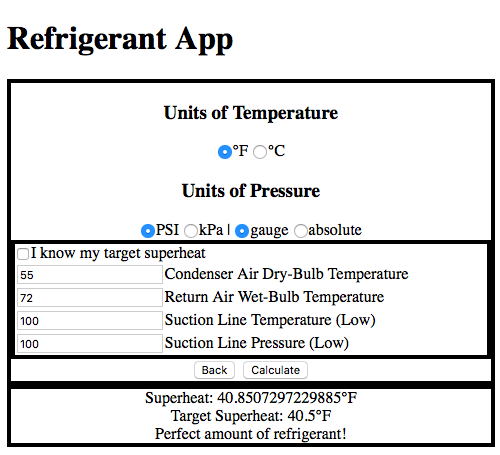 Refrigerant App
Units of Temperature
°F °C
Units of Pressure
PSI kPa | gauge absolute
I know my target superheat
55 Condenser Air Dry-Bulb Temperature
72 Return Air Wet-Bulb Temperature
100 Suction Line Temperature (Low)
100 Suction Line Pressure (Low)
Back Calculate
Superheat: 40.8507297229885°F
Target Superheat: 40.5°F
Perfect amount of refrigerant!